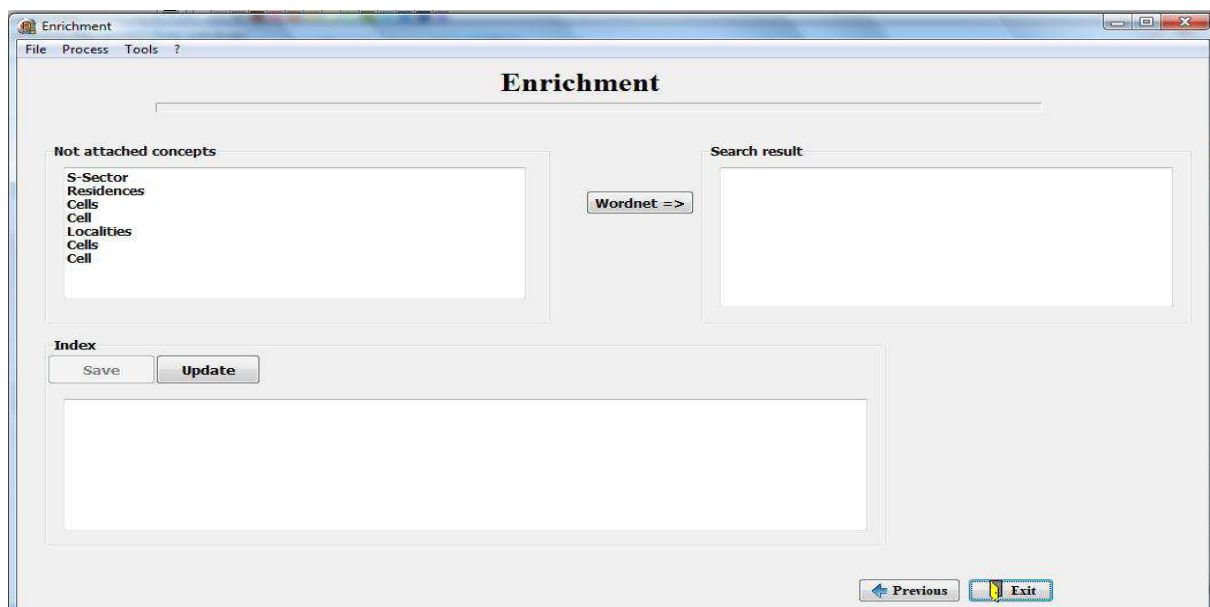 Enrichment
File Process Tools ?
Enrichment
Not attached concepts
S-Sector
Residences
Cells
Cell
Localities
Cells
Cell
Wordnet =>
Search result
Index
Save Update
Previous Exit